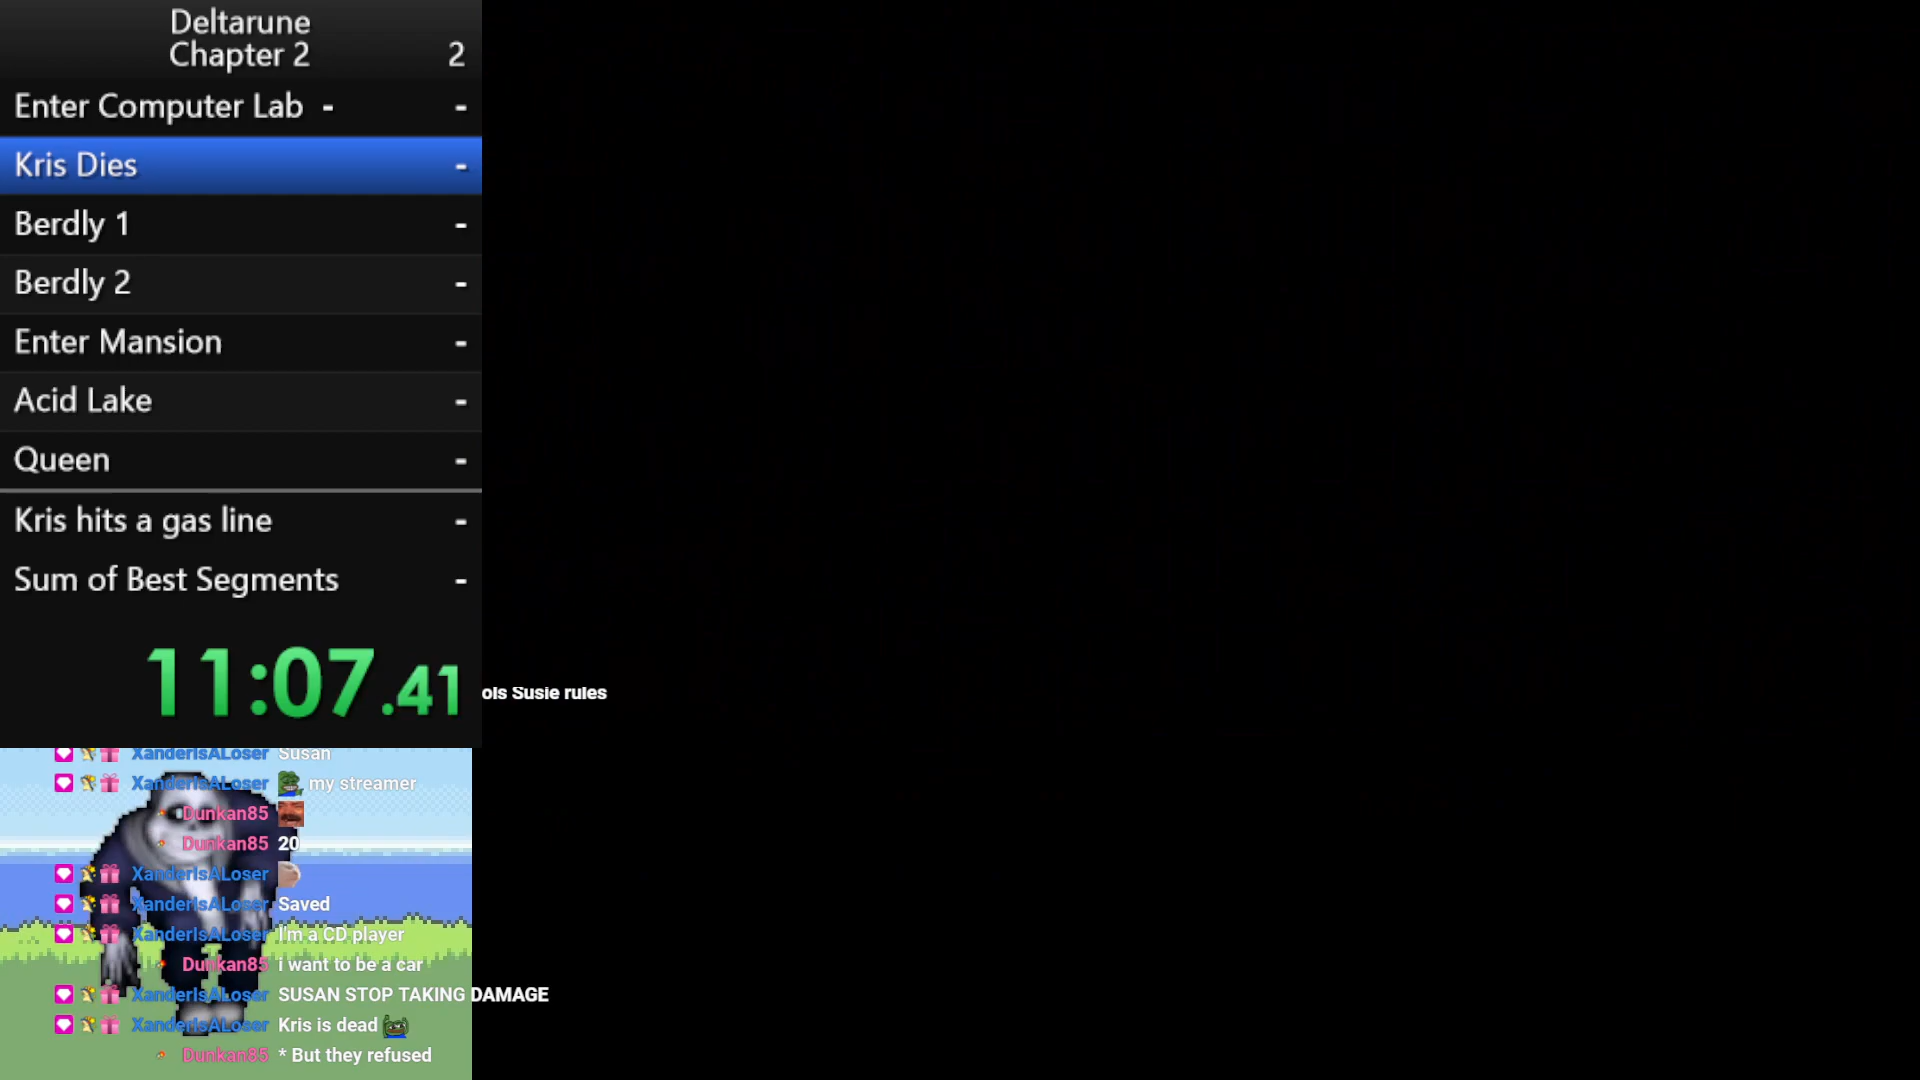 Deltarune
Chapter 2 2
Enter Computer Lab - -
Kris Dies -
Berdly 1 -
Berdly 2 -
Enter Mansion -
Acid Lake -
Queen -
Kris hits a gas line -
Sum of Best Segments -
11:07.41
ols Susie rules
XanderIsALoser Susan
XanderIsALoser my streamer
Dunkan85
Dunkan85 20
XanderIsALoser
XanderIsALoser Saved
XanderIsALoser I'm a CD player
Dunkan85 i want to be a car
XanderIsALoser SUSAN STOP TAKING DAMAGE
XanderIsALoser Kris is dead
Dunkan85 * But they refused